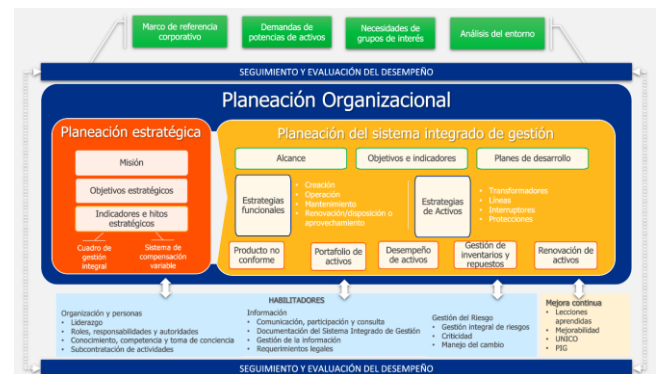 Marco de referencia
corporativo
Demandas de
potencias de activos
Necesidades de
grupos de interés
Análisis del entorno
SEGUIMIENTO Y EVALUACIÓN DEL DESEMPEÑO
Planeación Organizacional
Planeación estratégica
Misión
Objetivos estratégicos
Indicadores e hitos
estratégicos
Cuadro de
gestión
integral
Sistema de
compensación
variable
Planeación del sistema integrado de gestión
Alcance
Objetivos e indicadores
Planes de desarrollo
Estrategias
funcionales
• Creación
• Operación
• Mantenimiento
• Renovación/disposición o
aprovechamiento
Estrategias
de Activos
• Transformadores
• Líneas
• Interruptores
• Protecciones
Producto no
conforme
Portafolio de
activos
Desempeño
de activos
Gestión de
inventarios y
repuestos
Renovación de
activos
HABILITADORES
Organización y personas
• Liderazgo
• Roles, responsabilidades y autoridades
• Conocimiento, competencia y toma de conciencia
• Subcontratación de actividades
Información
• Comunicación, participación y consulta
• Documentación del Sistema Integrado de Gestión
• Gestión de la información
• Requerimientos legales
Gestión del Riesgo
• Gestión integral de riesgos
• Criticidad
• Manejo del cambio
Mejora continua
• Lecciones
aprendidas
• Mejorabilidad
• UNICO
• PIG
SEGUIMIENTO Y EVALUACIÓN DEL DESEMPEÑO